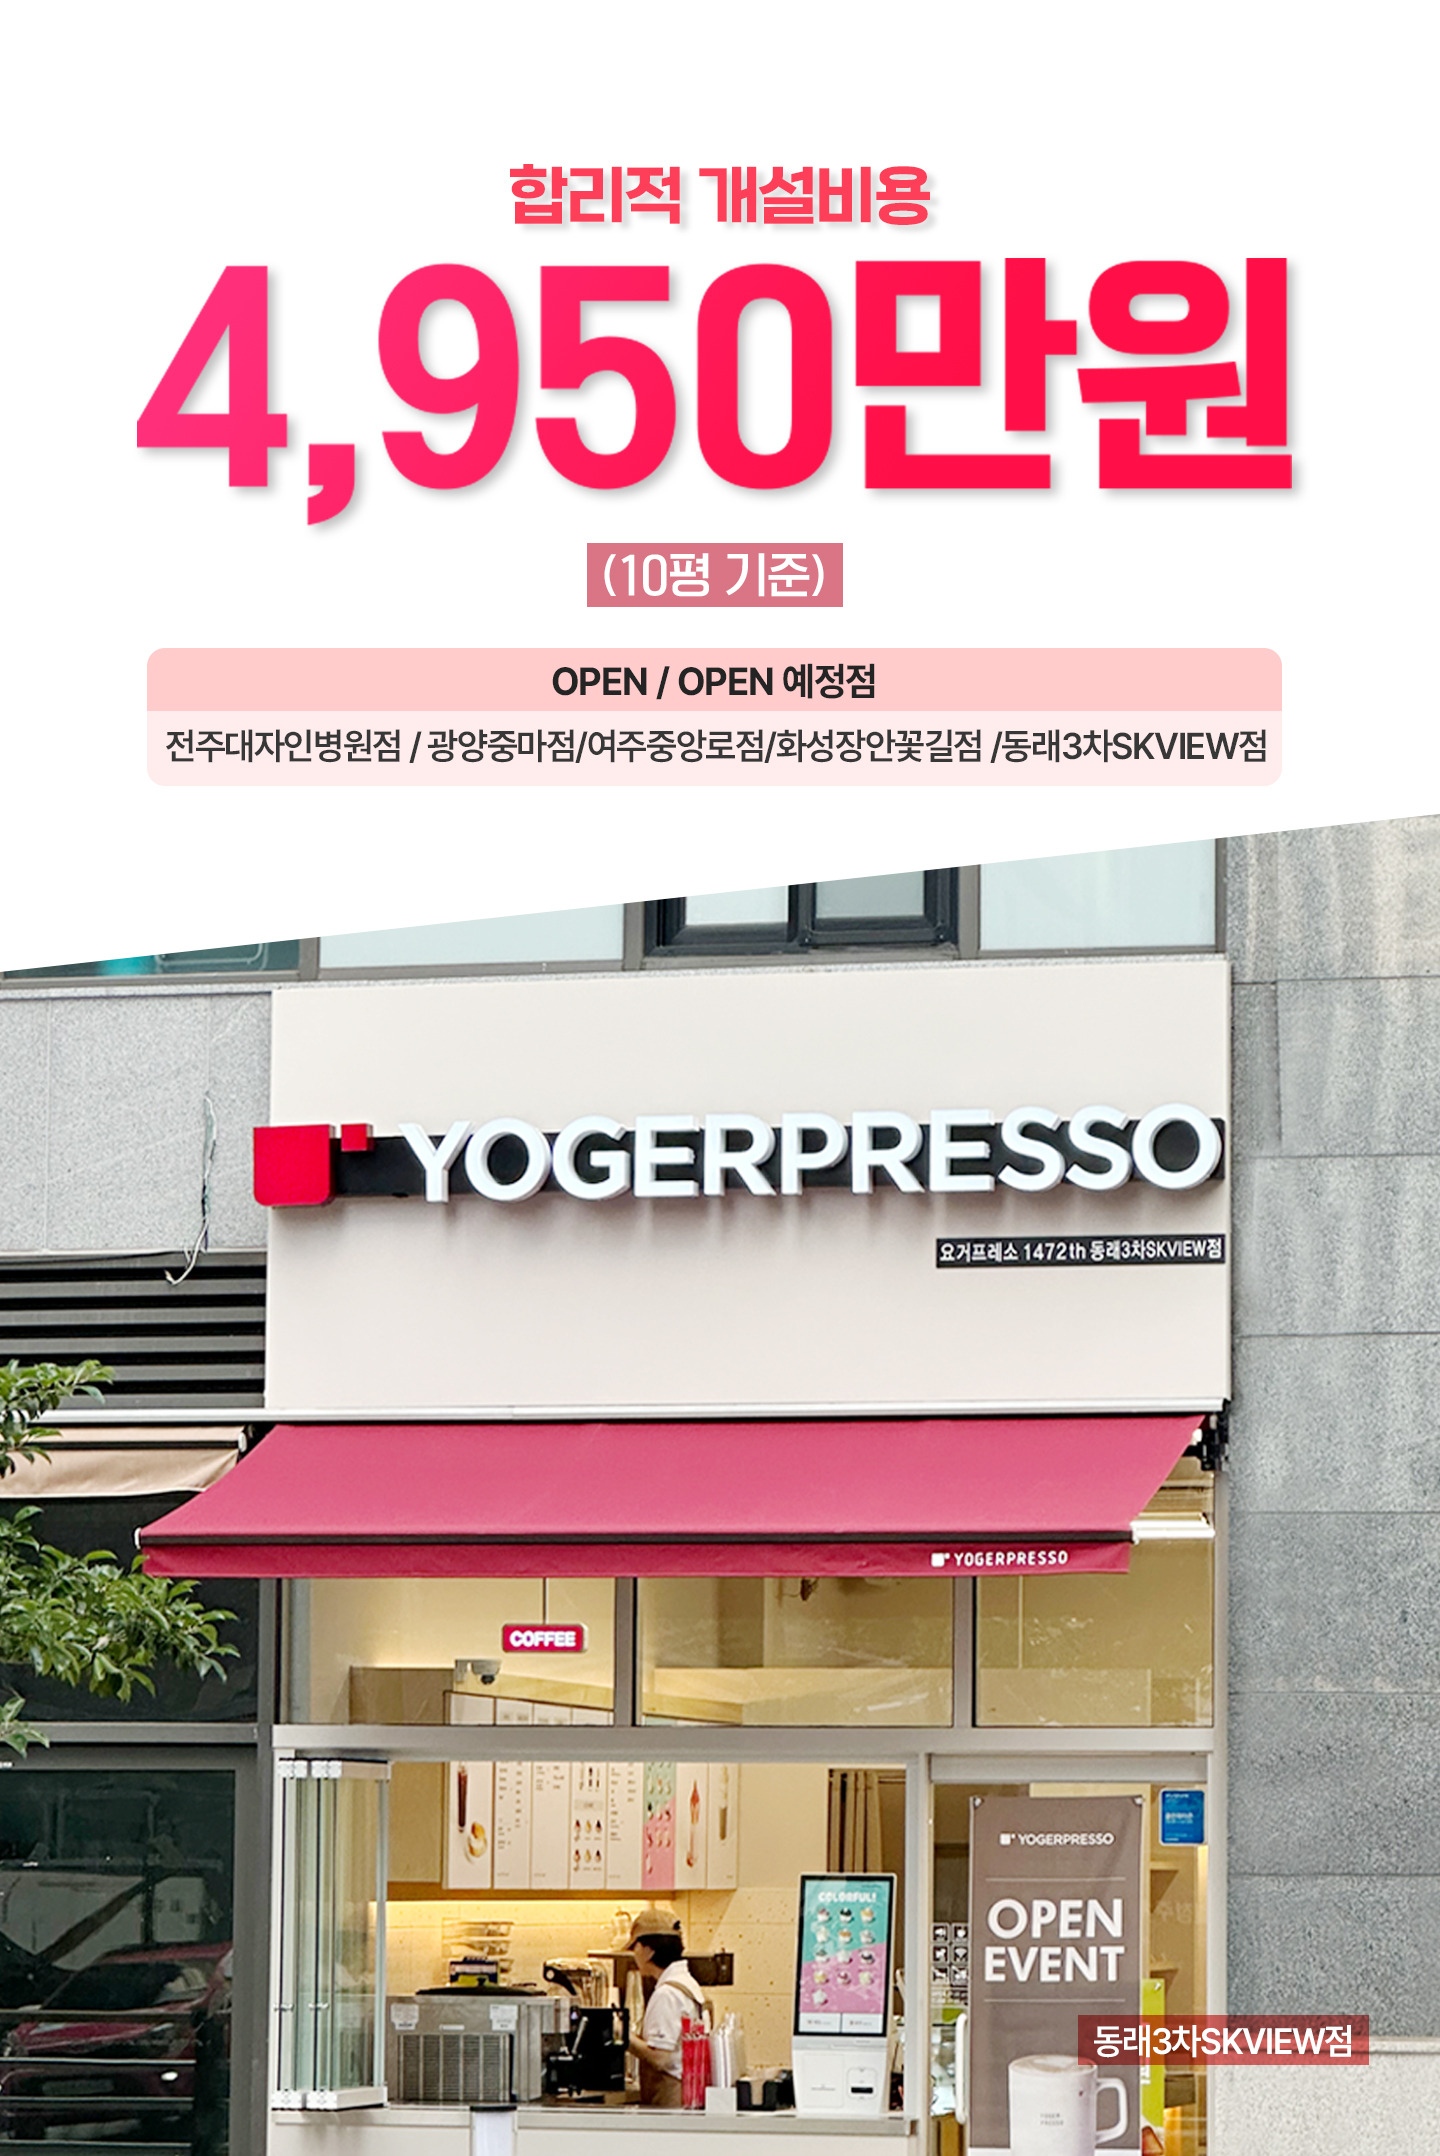 합리적 개설비용
4,950만원
(10평 기준)
OPEN / OPEN 예정점
전주대자인병원점 / 광양중마점/여주중앙로점/화성장안꽃길점 /동래3차SKVIEW점
YOGERPRESSO
요거프레소 1472th 동래3차SKVIEW점
YOGERPRESSO
COFFEE
YOGERPRESSO
COLORFUL!
OPEN
EVENT
동래3차SKVIEW점